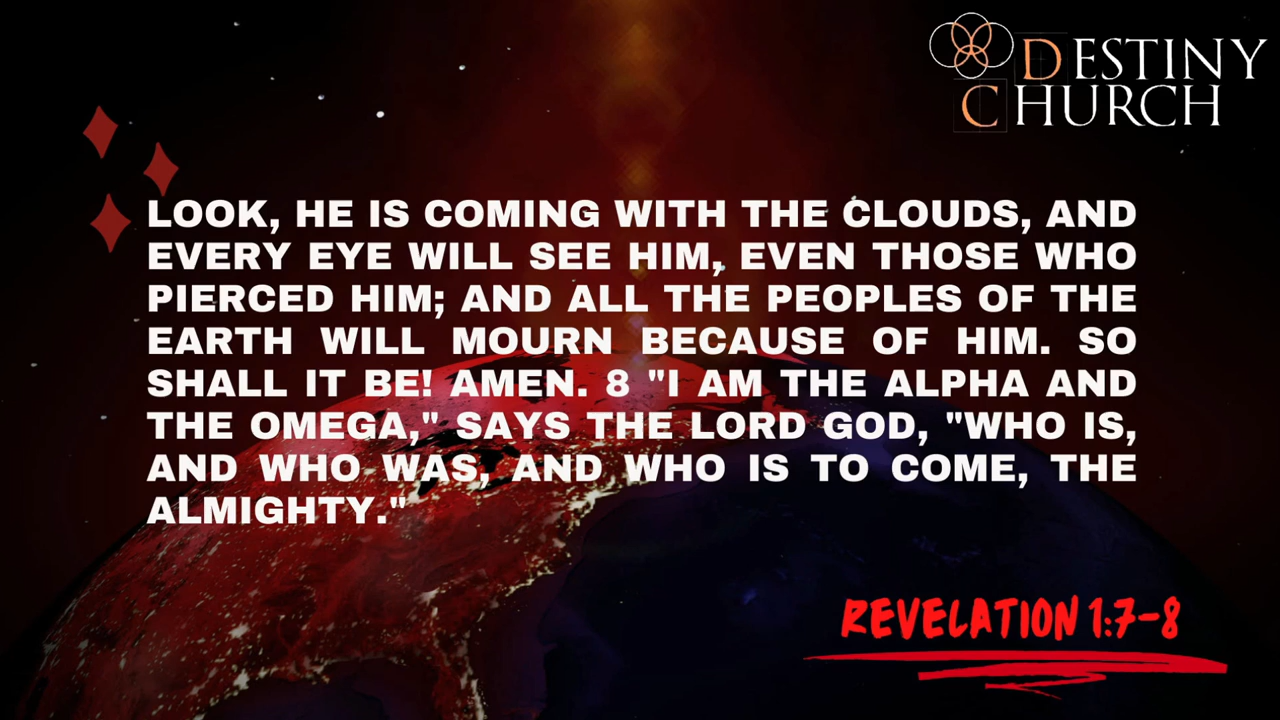 DESTINY
CHURCH
LOOK, HE IS COMING WITH THE CLOUDS, AND
EVERY EYE WILL SEE HIM, EVEN THOSE WHO
PIERCED HIM; AND ALL THE PEOPLES OF THE
EARTH WILL MOURN BECAUSE OF HIM. SO
SHALL IT BE! AMEN. 8 "I AM THE ALPHA AND
THE OMEGA," SAYS THE LORD GOD, "WHO IS,
AND WHO WAS, AND WHO IS TO COME, THE
ALMIGHTY."
REVELATION 1:7-8